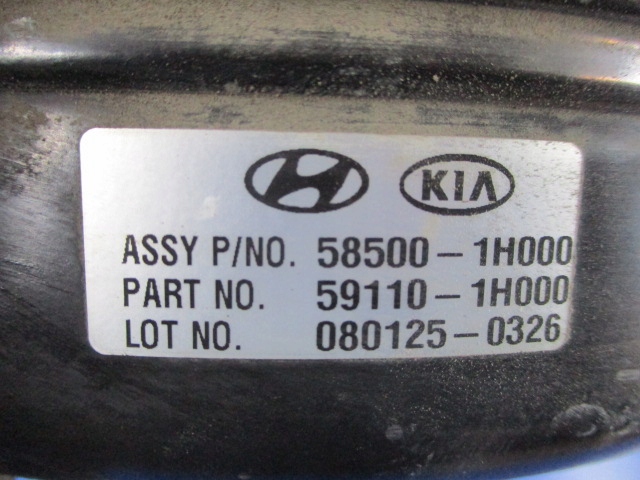 KIA
ASSY P/NO. 58500-1H000
PART NO. 59110-1H000
LOT NO. 080125-0326